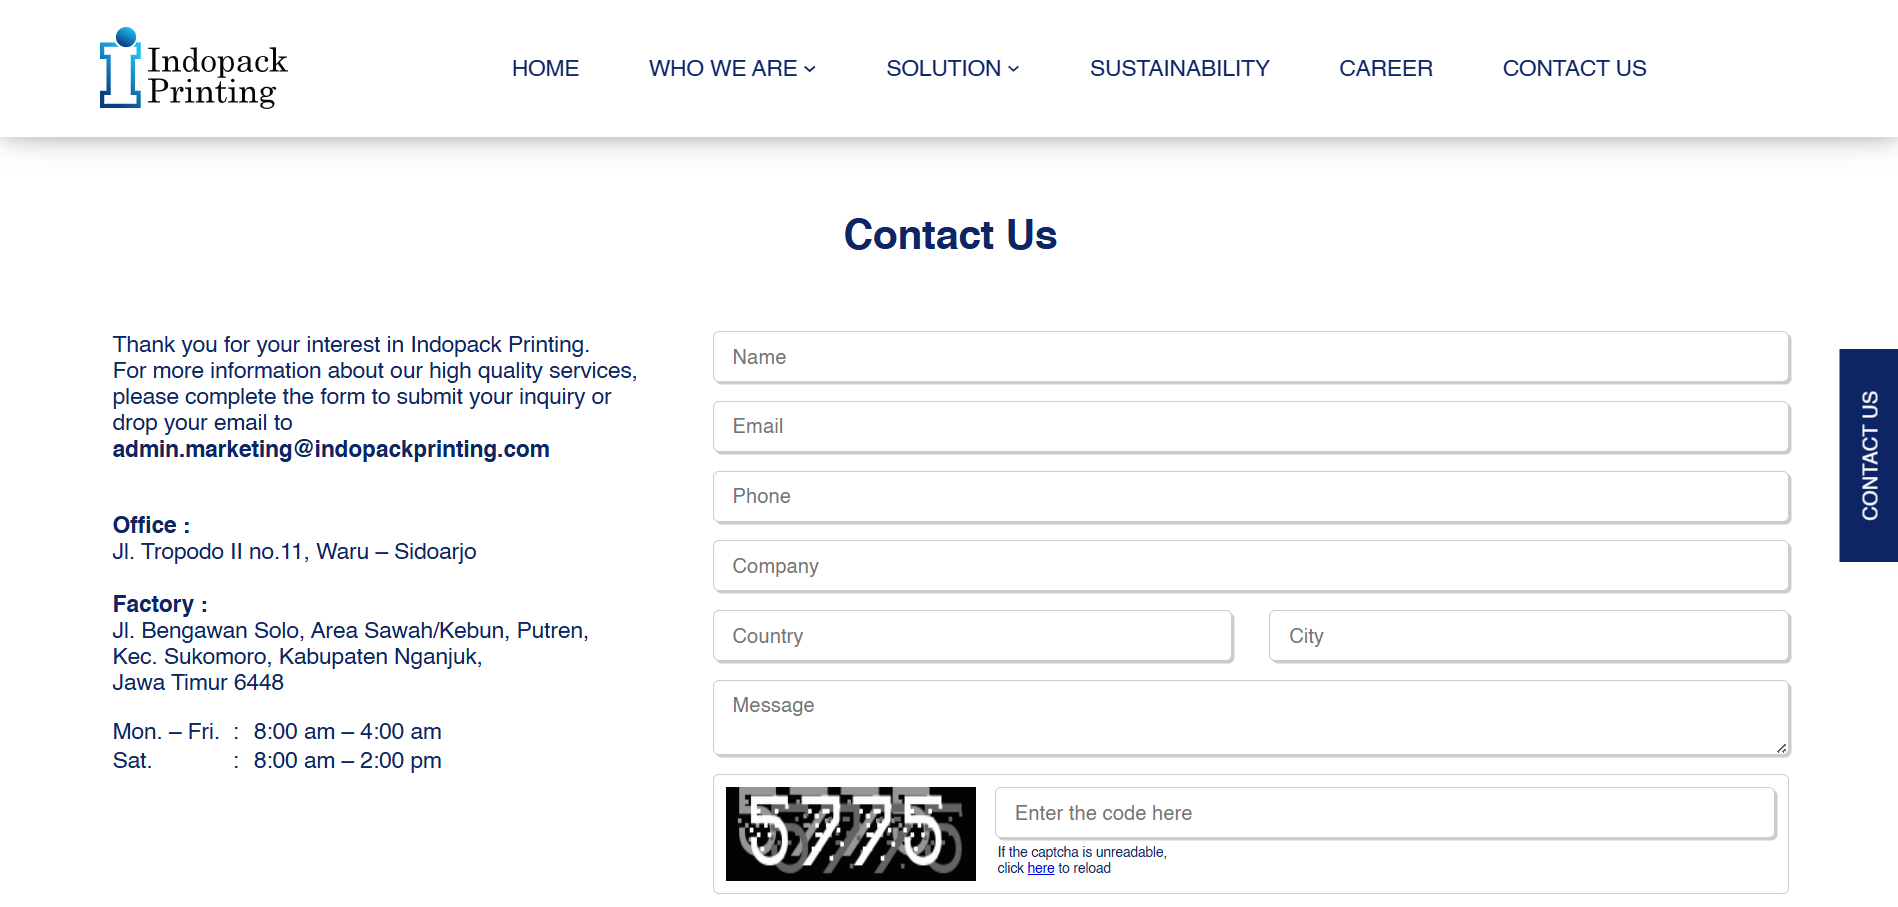 Indopack
Printing
HOME
WHO WE ARE
SOLUTION
SUSTAINABILITY
CAREER
CONTACT US
Contact Us
Thank you for your interest in Indopack Printing.
For more information about our high quality services,
please complete the form to submit your inquiry or
drop your email to
admin.marketing@indopackprinting.com
Office :
Jl. Tropodo II no.11, Waru – Sidoarjo
Factory :
Jl. Bengawan Solo, Area Sawah/Kebun, Putren,
Kec. Sukomoro, Kabupaten Nganjuk,
Jawa Timur 6448
Mon. – Fri. : 8:00 am – 4:00 am
Sat. : 8:00 am – 2:00 pm
Name
Email
Phone
Company
Country
City
Message
5775
Enter the code here
If the captcha is unreadable,
click here to reload
CONTACT US